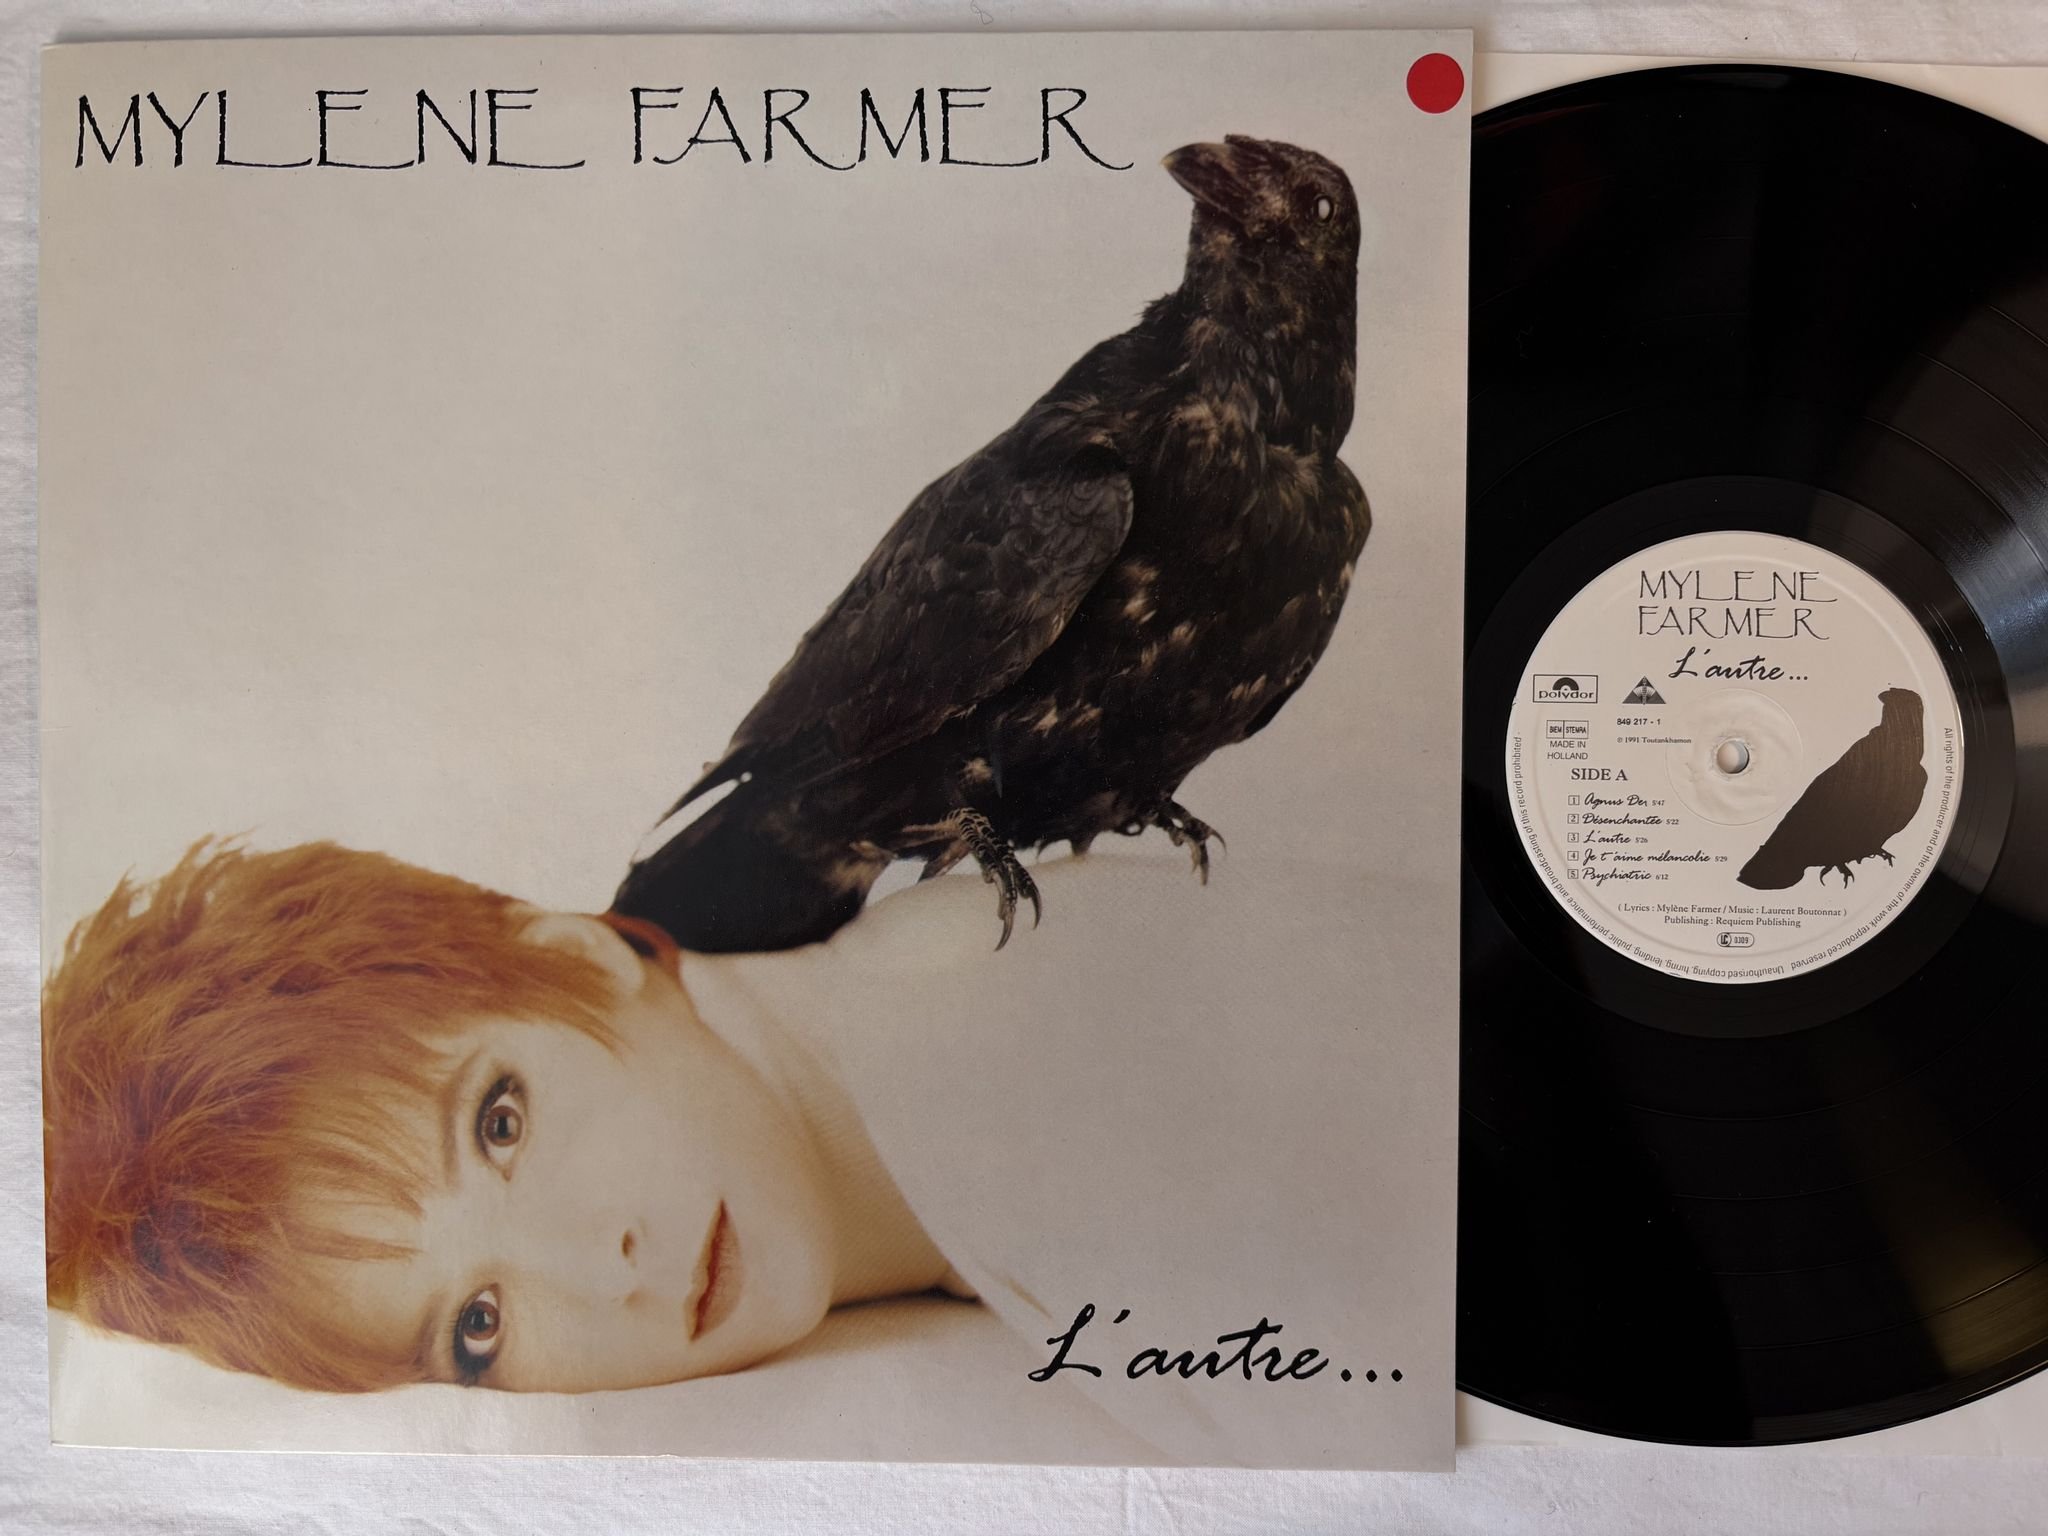 MYLENE FARMER
L'autre...
MYLENE
FARMER
L'autre...
polydor
849 217 - 1
BIEM STEMRA
℗ 1991 Toutankhamon
MADE IN
HOLLAND
SIDE A
1 Agnus Dei 5'47
2 Désenchantée 5'22
3 L'autre 5'26
4 Je t'aime mélancolie 5'29
5 Psychiatric 6'12
( Lyrics : Mylène Farmer / Music : Laurent Boutonnat )
Publishing : Requiem Publishing
LC 0309
All rights of the producer and of the owner of the work reproduced reserved. Unauthorised copying, hiring, lending, public performance and broadcasting of this record prohibited.